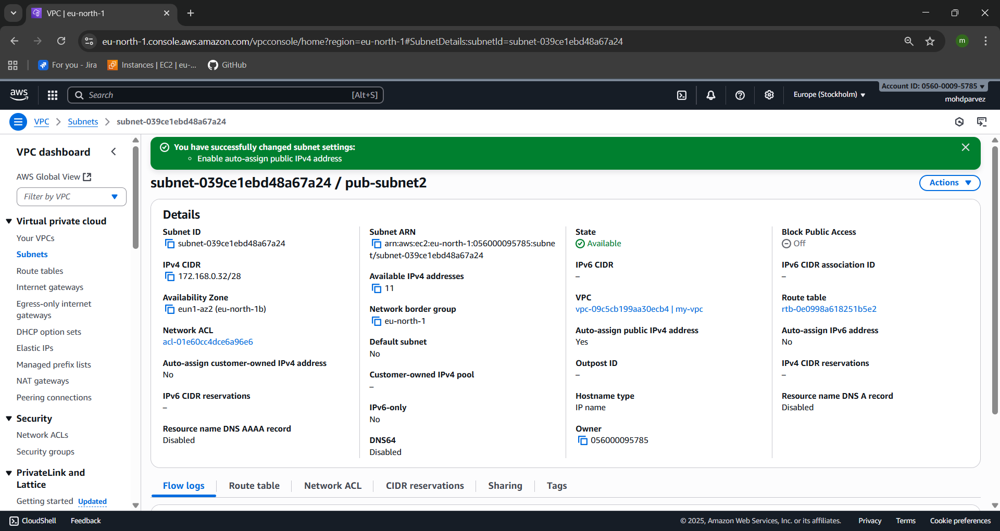 VPC | eu-north-1
eu-north-1.console.aws.amazon.com/vpcconsole/home?region=eu-north-1#SubnetDetails:subnetId=subnet-039ce1ebd48a67a24
m
For you - Jira
Instances | EC2 | eu-...
GitHub
aws
Search
[Alt+S]
Europe (Stockholm)
Account ID: 0560-0009-5785
mohdparvez
VPC
Subnets
subnet-039ce1ebd48a67a24
VPC dashboard
AWS Global View
Filter by VPC
Virtual private cloud
Your VPCs
Subnets
Route tables
Internet gateways
Egress-only internet
gateways
DHCP option sets
Elastic IPs
Managed prefix lists
NAT gateways
Peering connections
Security
Network ACLs
Security groups
PrivateLink and
Lattice
Getting started Updated
You have successfully changed subnet settings:
Enable auto-assign public IPv4 address
subnet-039ce1ebd48a67a24 / pub-subnet2
Actions
Details
Subnet ID
subnet-039ce1ebd48a67a24
IPv4 CIDR
172.168.0.32/28
Availability Zone
eun1-az2 (eu-north-1b)
Network ACL
acl-01e60cc4dce6a96e6
Auto-assign customer-owned IPv4 address
No
IPv6 CIDR reservations
–
Resource name DNS AAAA record
Disabled
Subnet ARN
arn:aws:ec2:eu-north-1:056000095785:subne
t/subnet-039ce1ebd48a67a24
Available IPv4 addresses
11
Network border group
eu-north-1
Default subnet
No
Customer-owned IPv4 pool
–
IPv6-only
No
DNS64
Disabled
State
Available
IPv6 CIDR
–
VPC
vpc-09c5cb199aa30ecb4 | my-vpc
Auto-assign public IPv4 address
Yes
Outpost ID
–
Hostname type
IP name
Owner
056000095785
Block Public Access
Off
IPv6 CIDR association ID
–
Route table
rtb-0e0998a618251b5e2
Auto-assign IPv6 address
No
IPv4 CIDR reservations
–
Resource name DNS A record
Disabled
Flow logs
Route table
Network ACL
CIDR reservations
Sharing
Tags
CloudShell
Feedback
© 2025, Amazon Web Services, Inc. or its affiliates.
Privacy
Terms
Cookie preferences